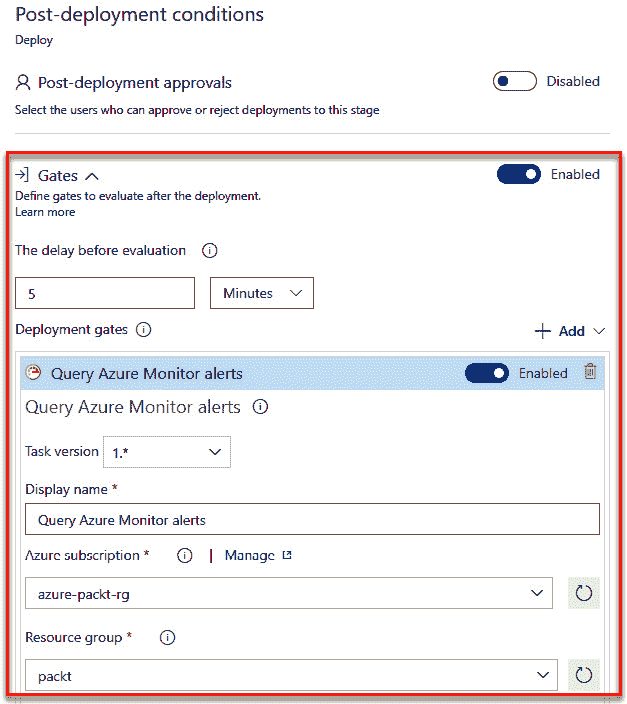 Post-deployment conditions
Deploy
Post-deployment approvals
Disabled
Select the users who can approve or reject deployments to this stage
Gates
Enabled
Define gates to evaluate after the deployment.
Learn more
The delay before evaluation
5
Minutes
Deployment gates
Add
Query Azure Monitor alerts
Enabled
Query Azure Monitor alerts
Task version
1.*
Display name *
Query Azure Monitor alerts
Azure subscription *
| Manage
azure-packt-rg
Resource group *
packt